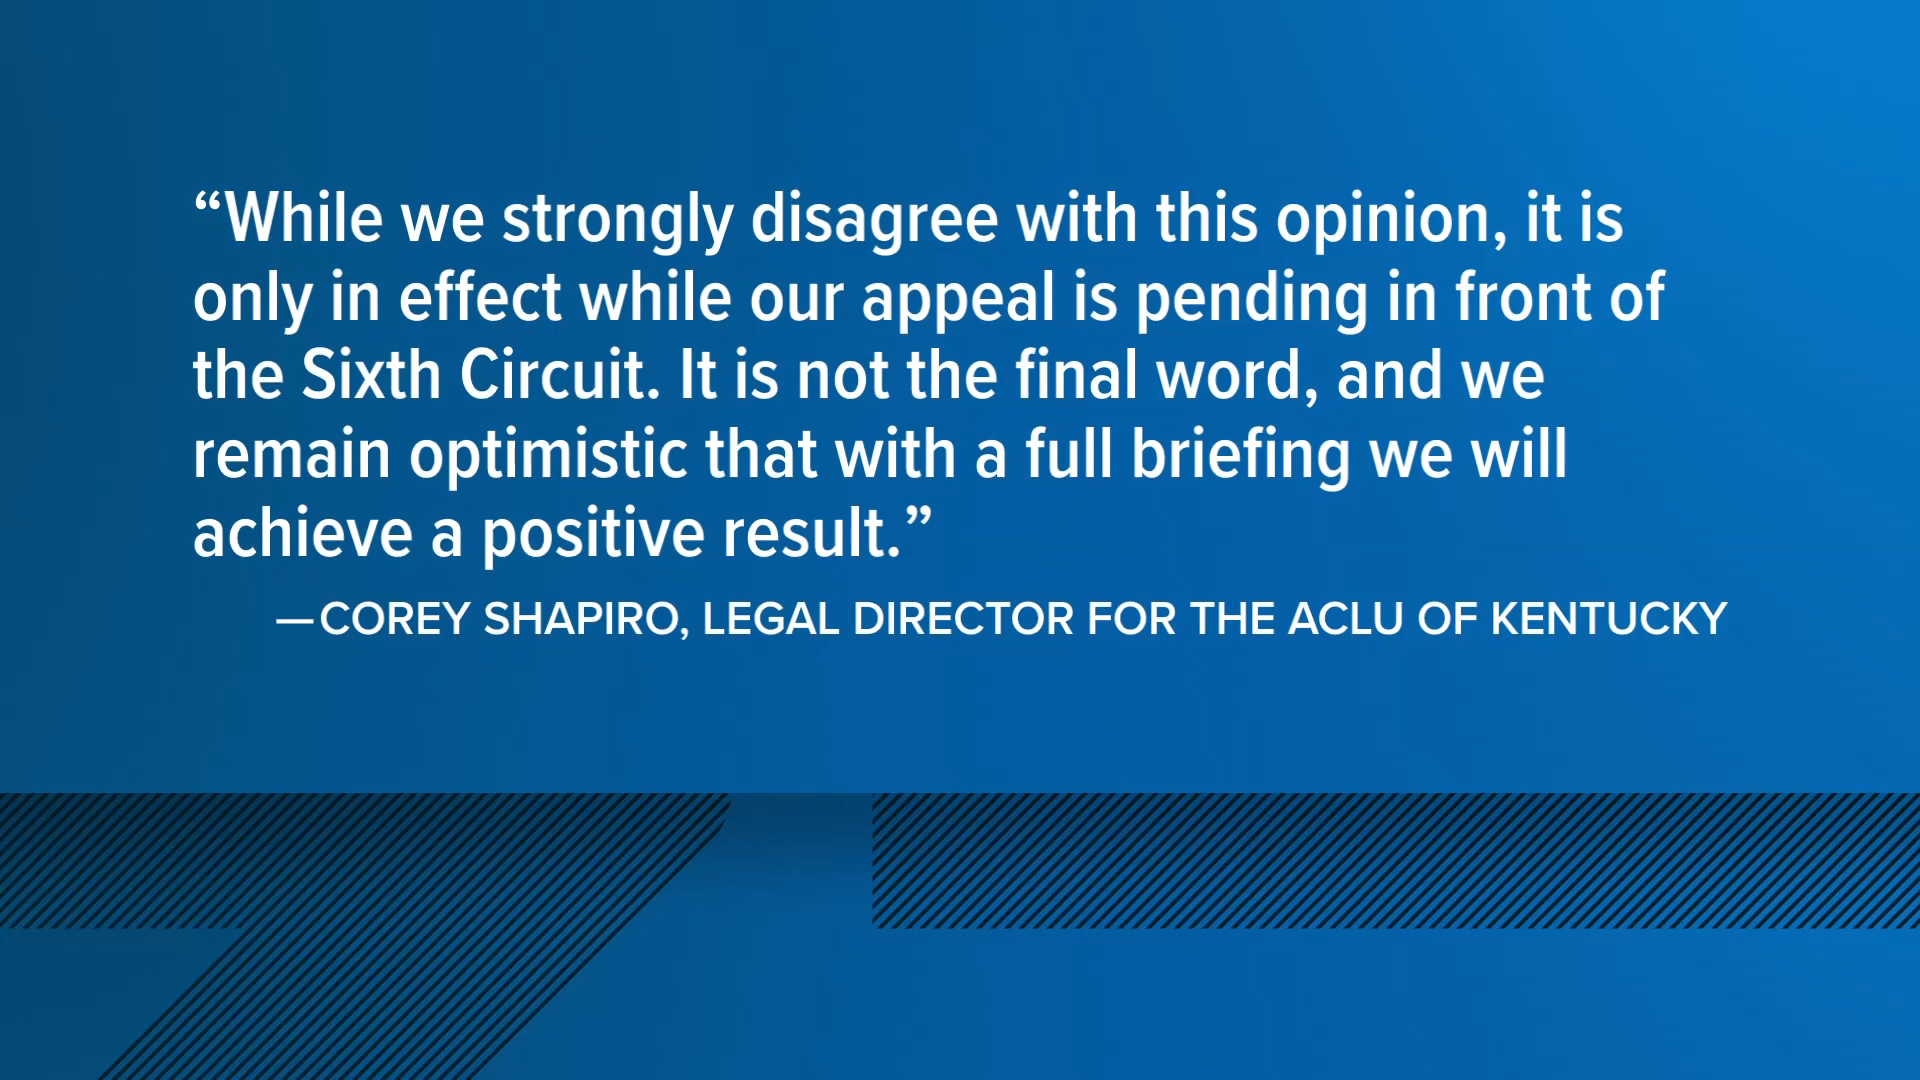 “While we strongly disagree with this opinion, it is
only in effect while our appeal is pending in front of
the Sixth Circuit. It is not the final word, and we
remain optimistic that with a full briefing we will
achieve a positive result.”
—COREY SHAPIRO, LEGAL DIRECTOR FOR THE ACLU OF KENTUCKY